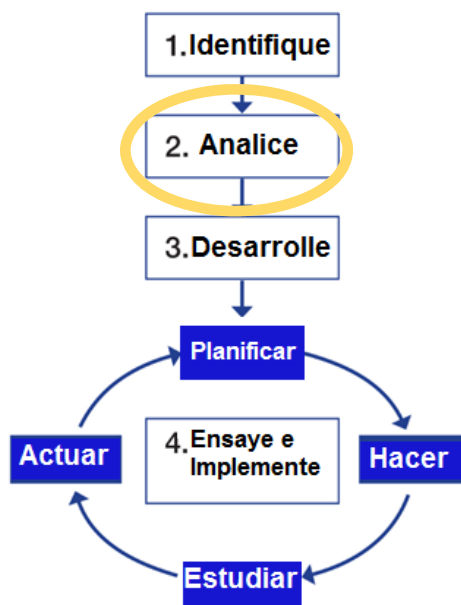 1. Identifique
2. Analice
3. Desarrolle
Planificar
Actuar
4. Ensaye e
Implemente
Hacer
Estudiar